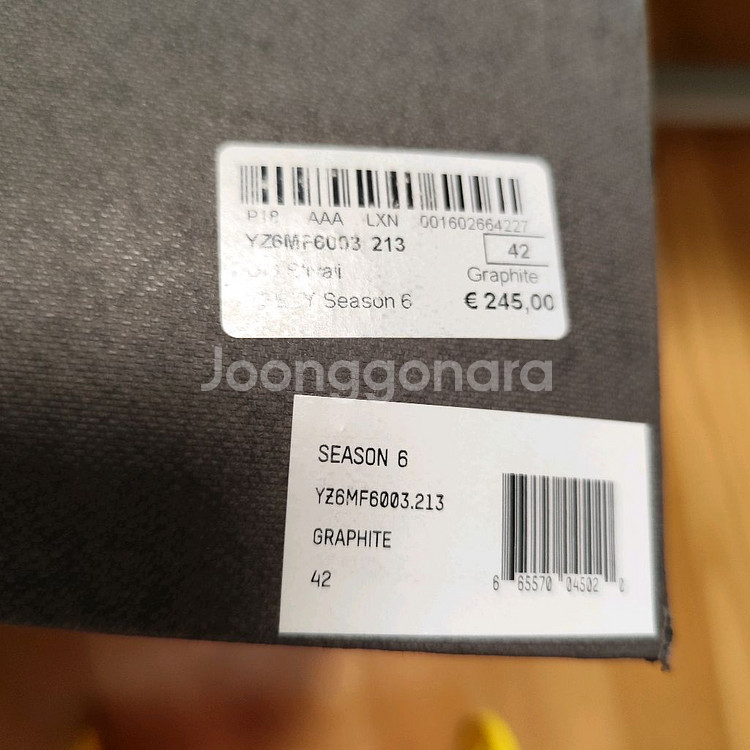 P18 AAA LXN 001602664227
YZ6MF6003 213
42
Graphite
Y Season 6
€ 245,00
Joonggonara
SEASON 6
YZ6MF6003.213
GRAPHITE
42
6 65570 04502 0